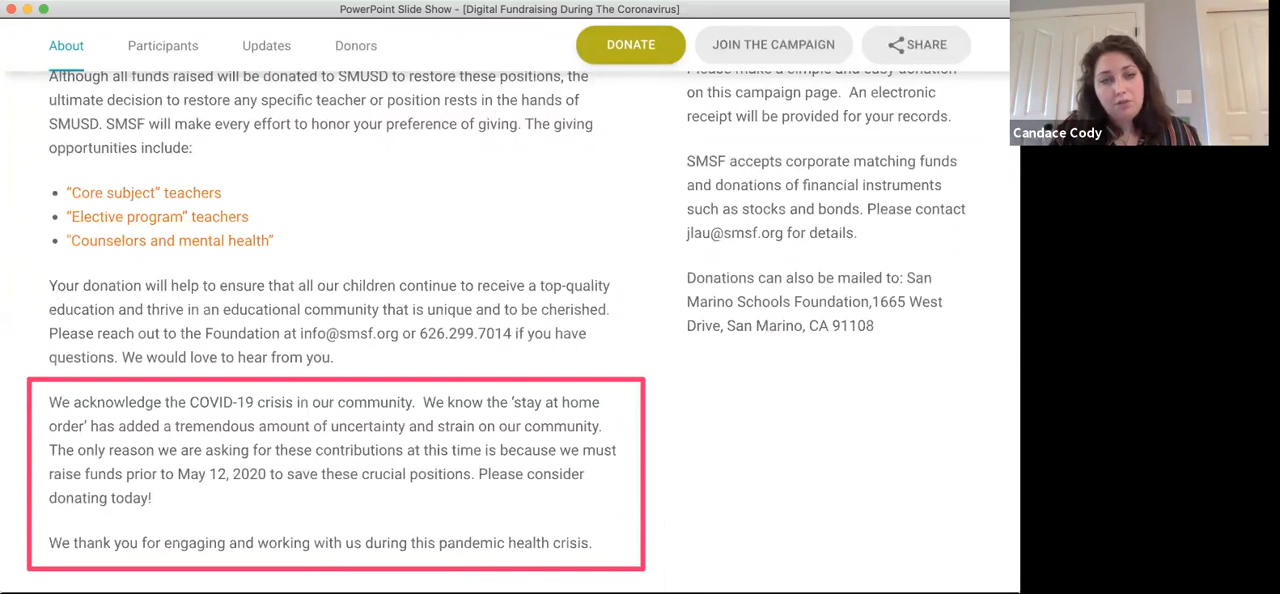 PowerPoint Slide Show - [Digital Fundraising During The Coronavirus]
About
Participants
Updates
Donors
DONATE
JOIN THE CAMPAIGN
SHARE
Although all funds raised will be donated to SMUSD to restore these positions, the
ultimate decision to restore any specific teacher or position rests in the hands of
SMUSD. SMSF will make every effort to honor your preference of giving. The giving
opportunities include:
• “Core subject” teachers
• “Elective program” teachers
• "Counselors and mental health”
Your donation will help to ensure that all our children continue to receive a top-quality
education and thrive in an educational community that is unique and to be cherished.
Please reach out to the Foundation at info@smsf.org or 626.299.7014 if you have
questions. We would love to hear from you.
We acknowledge the COVID-19 crisis in our community.  We know the ‘stay at home
order’ has added a tremendous amount of uncertainty and strain on our community.
The only reason we are asking for these contributions at this time is because we must
raise funds prior to May 12, 2020 to save these crucial positions. Please consider
donating today!
We thank you for engaging and working with us during this pandemic health crisis.
Please make a simple and easy donation
on this campaign page.  An electronic
receipt will be provided for your records.
SMSF accepts corporate matching funds
and donations of financial instruments
such as stocks and bonds. Please contact
jlau@smsf.org for details.
Donations can also be mailed to: San
Marino Schools Foundation,1665 West
Drive, San Marino, CA 91108
Candace Cody